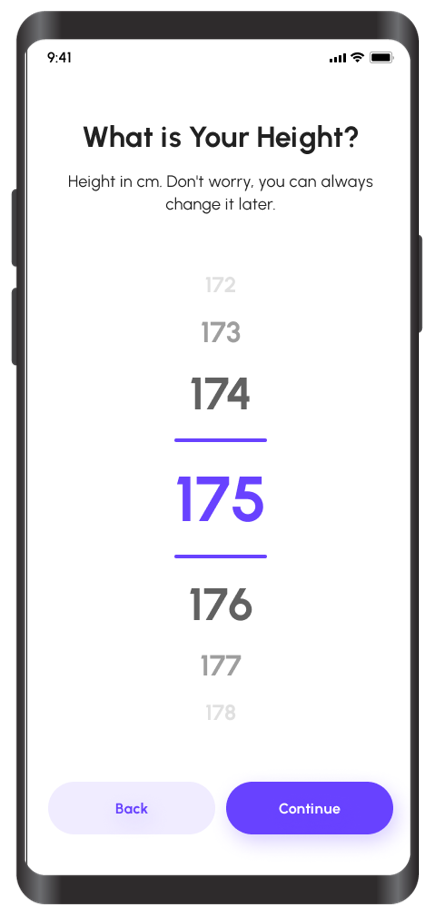 9:41
What is Your Height?
Height in cm. Don't worry, you can always
change it later.
172
173
174
175
176
177
178
Back
Continue